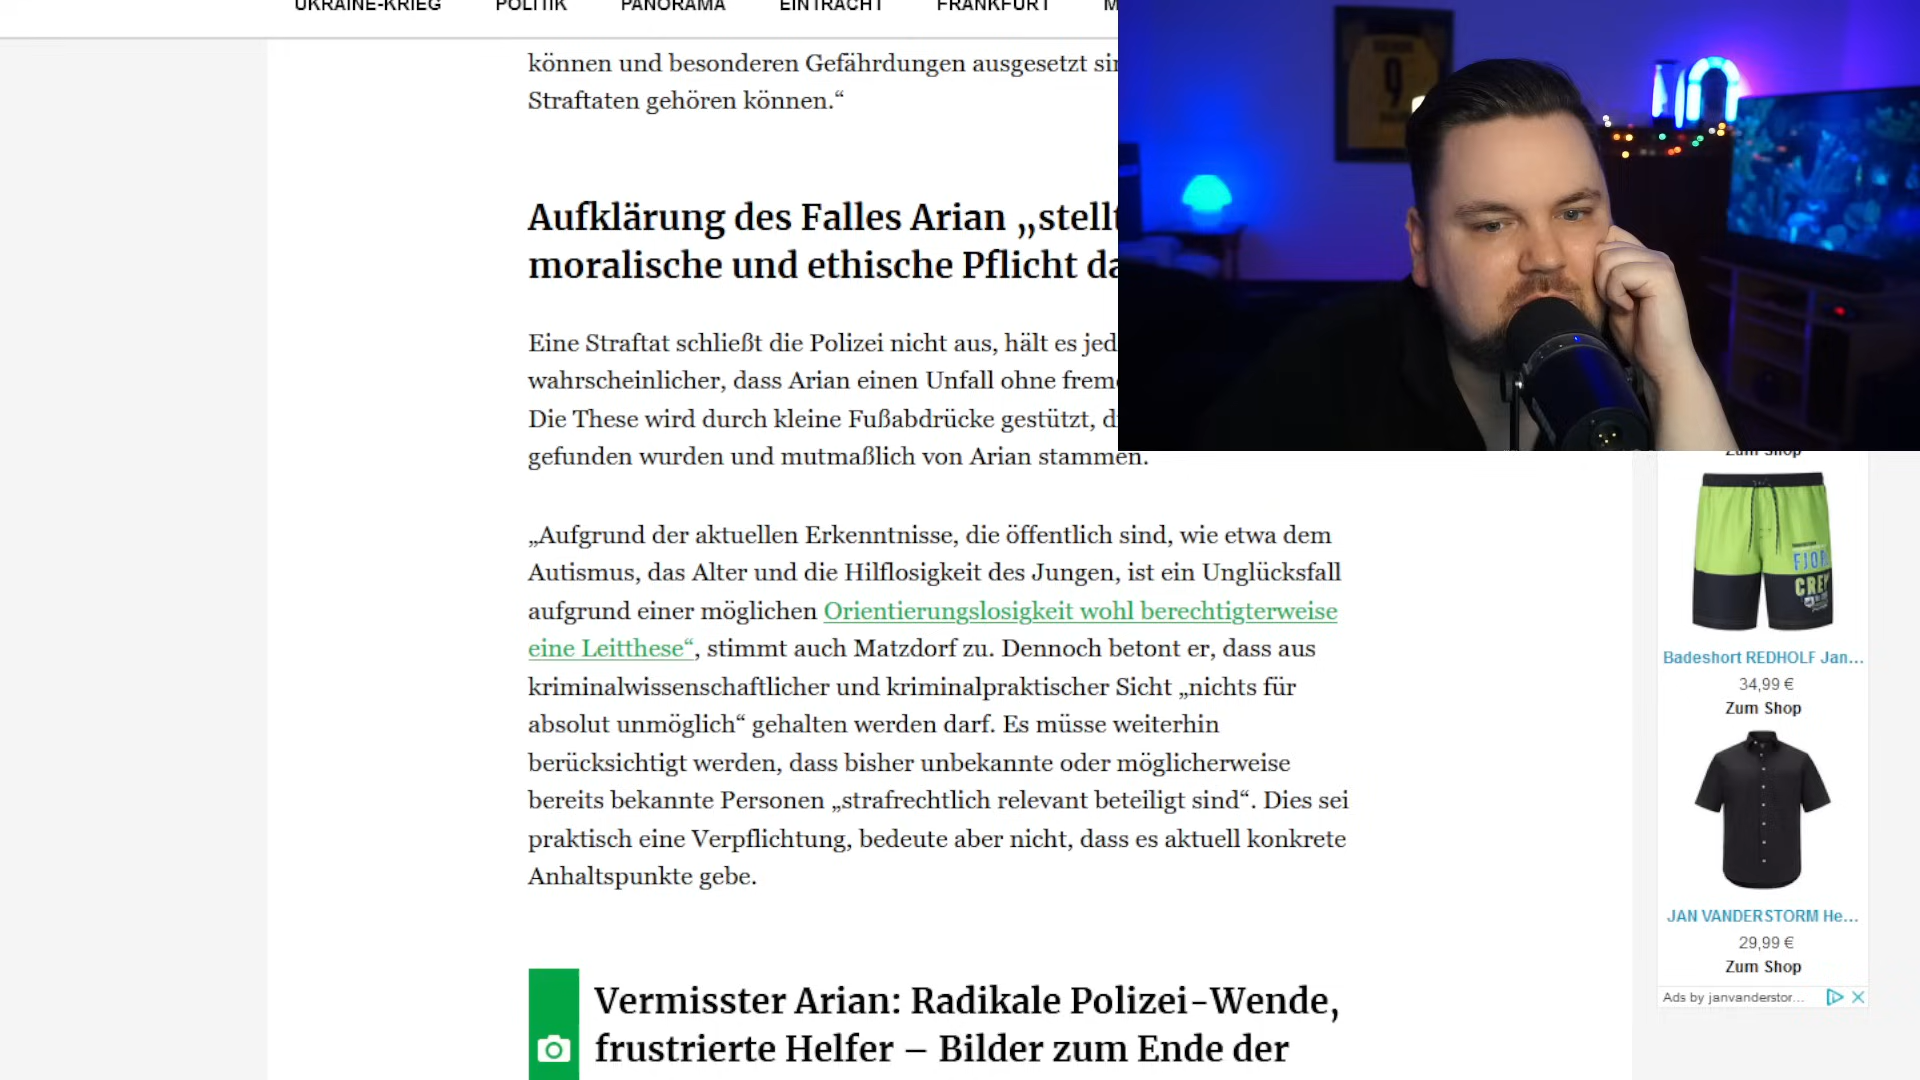 UKRAINE-KRIEG POLITIK PANORAMA EINTRACHT FRANKFURT M
können und besonderen Gefährdungen ausgesetzt
Straftaten gehören können.“
Aufklärung des Falles Arian „stellt
moralische und ethische Pflicht
Eine Straftat schließt die Polizei nicht aus, hält es
wahrscheinlicher, dass Arian einen Unfall ohne
Die These wird durch kleine Fußabdrücke gestützt,
gefunden wurden und mutmaßlich von Arian stammen.
„Aufgrund der aktuellen Erkenntnisse, die öffentlich sind, wie etwa dem
Autismus, das Alter und die Hilflosigkeit des Jungen, ist ein Unglücksfall
aufgrund einer möglichen Orientierungslosigkeit wohl berechtigterweise
eine Leitthese“, stimmt auch Matzdorf zu. Dennoch betont er, dass aus
kriminalwissenschaftlicher und kriminalpraktischer Sicht „nichts für
absolut unmöglich“ gehalten werden darf. Es müsse weiterhin
berücksichtigt werden, dass bisher unbekannte oder möglicherweise
bereits bekannte Personen „strafrechtlich relevant beteiligt sind“. Dies sei
praktisch eine Verpflichtung, bedeute aber nicht, dass es aktuell konkrete
Anhaltspunkte gebe.
Vermisster Arian: Radikale Polizei-Wende,
frustrierte Helfer – Bilder zum Ende der
9
Zum Shop
FJOR
CREW
Badeshort REDHOLF Jan...
34,99 €
Zum Shop
JAN VANDERSTORM He...
29,99 €
Zum Shop
Ads by janvanderstor...